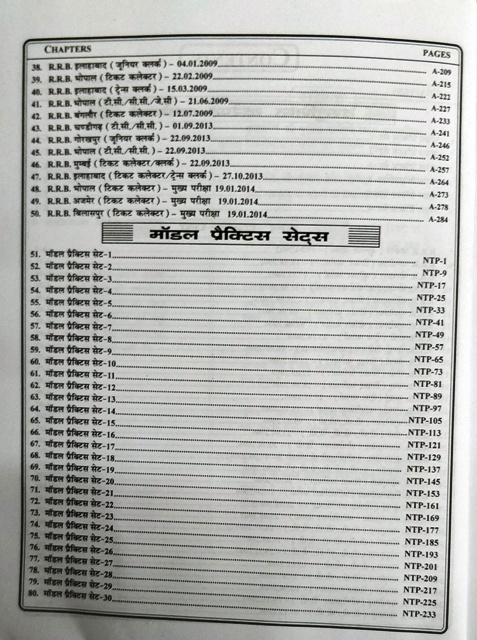 CHAPTERS PAGES
38. R.R.B. इलाहाबाद ( जुनियर क्लर्क ) – 04.01.2009 A-209
39. R.R.B. भोपाल ( टिकट कलेक्टर ) – 22.02.2009 A-215
40. R.R.B. इलाहाबाद ( ट्रेन्स क्लर्क ) – 15.03.2009 A-222
41. R.R.B. भोपाल ( टी.सी./सी.सी./जे.सी ) – 21.06.2009 A-227
42. R.R.B. बंगलौर ( टिकट कलेक्टर ) – 12.07.2009 A-233
43. R.R.B. चण्डीगढ़ ( टी.सी./सी.सी. ) – 01.09.2013 A-241
44. R.R.B. गोरखपुर ( जुनियर क्लर्क ) – 22.09.2013 A-246
45. R.R.B. भोपाल ( टी.सी./सी.सी. ) – 22.09.2013 A-252
46. R.R.B. मुम्बई ( टिकट कलेक्टर/क्लर्क ) – 22.09.2013 A-257
47. R.R.B. इलाहाबाद ( टिकट कलेक्टर/ट्रेन्स क्लर्क ) – 27.10.2013 A-264
48. R.R.B. भोपाल ( टिकट कलेक्टर ) – मुख्य परीक्षा 19.01.2014 A-273
49. R.R.B. अजमेर ( टिकट कलेक्टर ) – मुख्य परीक्षा 19.01.2014 A-278
50. R.R.B. बिलासपुर ( टिकट कलेक्टर ) – मुख्य परीक्षा 19.01.2014 A-284
मॉडल प्रैक्टिस सेट्स
51. मॉडल प्रैक्टिस सेट-1 NTP-1
52. मॉडल प्रैक्टिस सेट-2 NTP-9
53. मॉडल प्रैक्टिस सेट-3 NTP-17
54. मॉडल प्रैक्टिस सेट-4 NTP-25
55. मॉडल प्रैक्टिस सेट-5 NTP-33
56. मॉडल प्रैक्टिस सेट-6 NTP-41
57. मॉडल प्रैक्टिस सेट-7 NTP-49
58. मॉडल प्रैक्टिस सेट-8 NTP-57
59. मॉडल प्रैक्टिस सेट-9 NTP-65
60. मॉडल प्रैक्टिस सेट-10 NTP-73
61. मॉडल प्रैक्टिस सेट-11 NTP-81
62. मॉडल प्रैक्टिस सेट-12 NTP-89
63. मॉडल प्रैक्टिस सेट-13 NTP-97
64. मॉडल प्रैक्टिस सेट-14 NTP-105
65. मॉडल प्रैक्टिस सेट-15 NTP-113
66. मॉडल प्रैक्टिस सेट-16 NTP-121
67. मॉडल प्रैक्टिस सेट-17 NTP-129
68. मॉडल प्रैक्टिस सेट-18 NTP-137
69. मॉडल प्रैक्टिस सेट-19 NTP-145
70. मॉडल प्रैक्टिस सेट-20 NTP-153
71. मॉडल प्रैक्टिस सेट-21 NTP-161
72. मॉडल प्रैक्टिस सेट-22 NTP-169
73. मॉडल प्रैक्टिस सेट-23 NTP-177
74. मॉडल प्रैक्टिस सेट-24 NTP-185
75. मॉडल प्रैक्टिस सेट-25 NTP-193
76. मॉडल प्रैक्टिस सेट-26 NTP-201
77. मॉडल प्रैक्टिस सेट-27 NTP-209
78. मॉडल प्रैक्टिस सेट-28 NTP-217
79. मॉडल प्रैक्टिस सेट-29 NTP-225
80. मॉडल प्रैक्टिस सेट-30 NTP-233